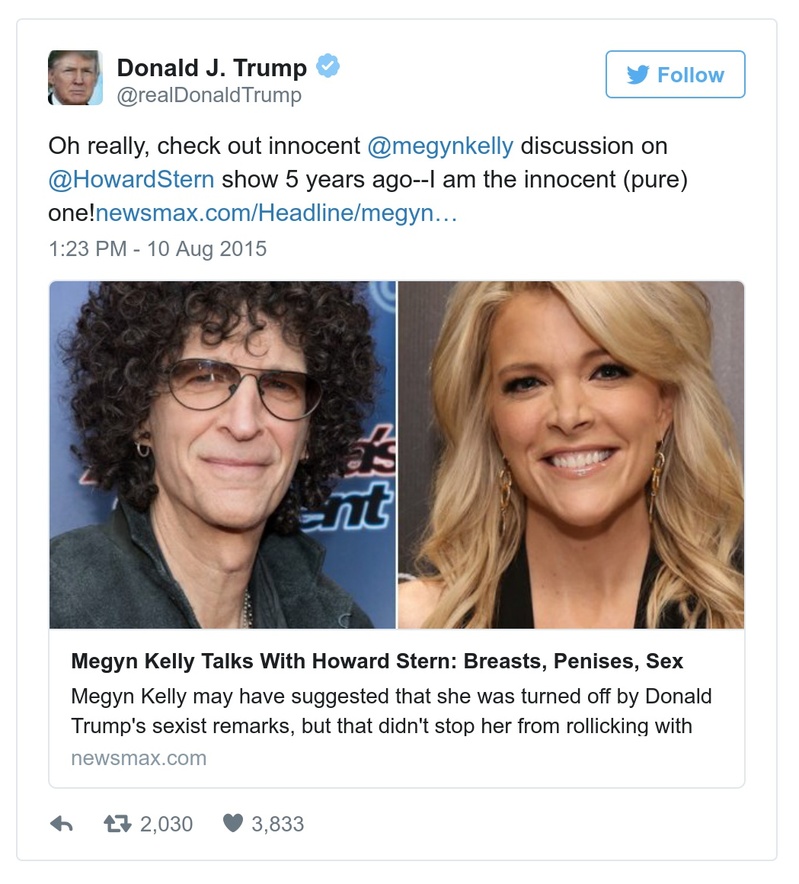 Donald J. Trump
@realDonaldTrump
Follow
Oh really, check out innocent @megynkelly discussion on
@HowardStern show 5 years ago--I am the innocent (pure)
one!newsmax.com/Headline/megyn…
1:23 PM - 10 Aug 2015
a's
ent
Megyn Kelly Talks With Howard Stern: Breasts, Penises, Sex
Megyn Kelly may have suggested that she was turned off by Donald
Trump's sexist remarks, but that didn't stop her from rollicking with
newsmax.com
2,030
3,833